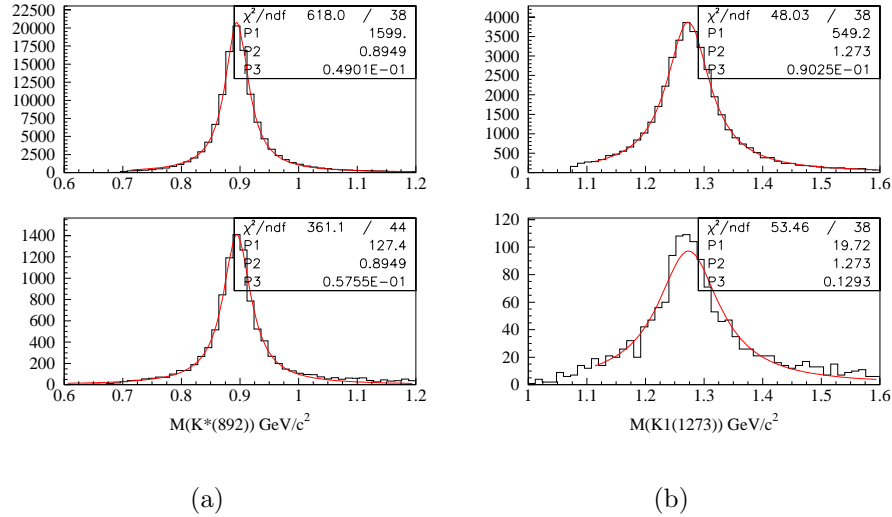 χ²/ndf 618.0 / 38
P1 1599.
P2 0.8949
P3 0.4901E-01
22500
20000
17500
15000
12500
10000
7500
5000
2500
0
0.6 0.7 0.8 0.9 1 1.1 1.2
χ²/ndf 48.03 / 38
P1 549.2
P2 1.273
P3 0.9025E-01
4000
3500
3000
2500
2000
1500
1000
500
0
1 1.1 1.2 1.3 1.4 1.5 1.6
χ²/ndf 361.1 / 44
P1 127.4
P2 0.8949
P3 0.5755E-01
1400
1200
1000
800
600
400
200
0
0.6 0.7 0.8 0.9 1 1.1 1.2
M(K*(892)) GeV/c²
χ²/ndf 53.46 / 38
P1 19.72
P2 1.273
P3 0.1293
120
100
80
60
40
20
0
1 1.1 1.2 1.3 1.4 1.5 1.6
M(K1(1273)) GeV/c²
(a) (b)